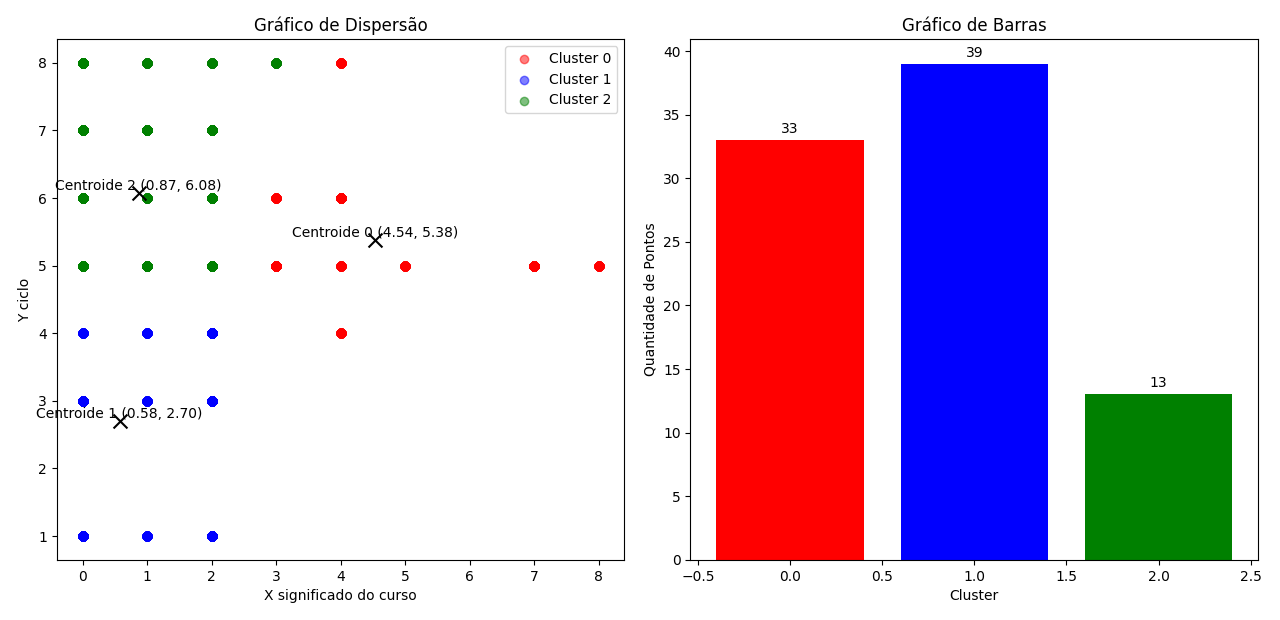 Gráfico de Dispersão
8
7
6
5
4
3
2
1
Y ciclo
Cluster 0
Cluster 1
Cluster 2
Centroide 2 (0.87, 6.08)
Centroide 0 (4.54, 5.38)
Centroide 1 (0.58, 2.70)
0 1 2 3 4 5 6 7 8
X significado do curso
Gráfico de Barras
40
35
30
25
20
15
10
5
0
Quantidade de Pontos
33
39
13
−0.5 0.0 0.5 1.0 1.5 2.0 2.5
Cluster